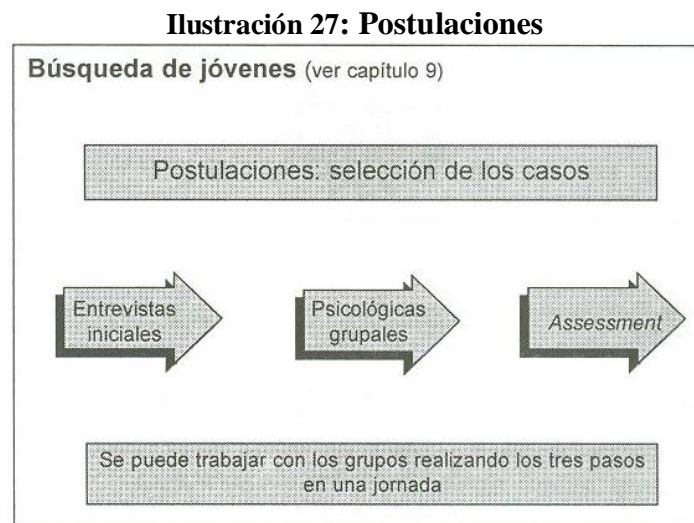 Ilustración 27: Postulaciones
Búsqueda de jóvenes (ver capítulo 9)
Postulaciones: selección de los casos
Entrevistas
iniciales
Psicológicas
grupales
Assessment
Se puede trabajar con los grupos realizando los tres pasos
en una jornada